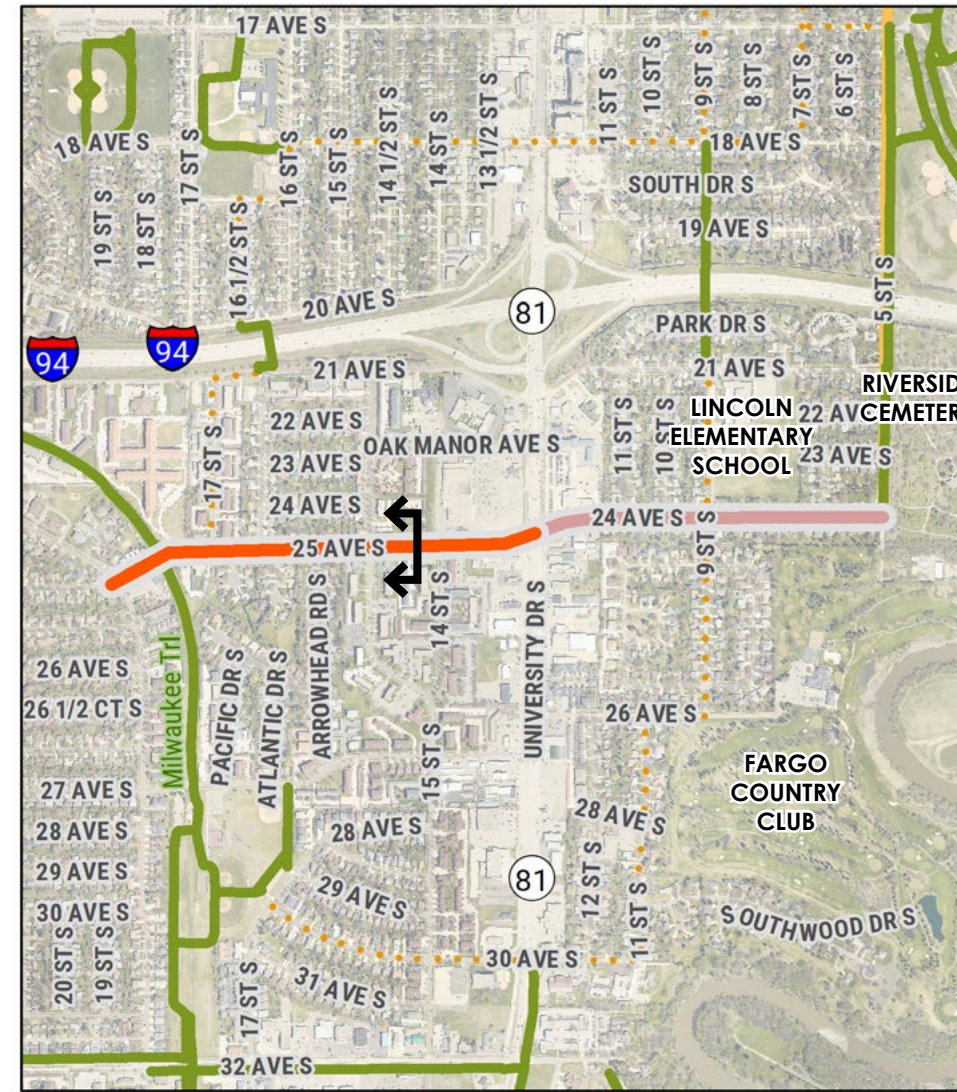 17 AVE S
11 ST S
10 ST S
9 ST S
8 ST S
7 ST S
6 ST S
18 AVE S
17 ST S
16 ST S
15 ST S
14 1/2 ST S
14 ST S
13 1/2 ST S
18 AVE S
SOUTH DR S
19 ST S
18 ST S
16 1/2 ST S
19 AVE S
20 AVE S
81
5 ST S
94
94
PARK DR S
21 AVE S
21 AVE S
RIVERSID
CEMETER
22 AV
23 AVE S
LINCOLN
ELEMENTARY
SCHOOL
11 ST S
10 ST S
22 AVE S
OAK MANOR AVE S
23 AVE S
17 ST S
24 AVE S
24 AVE S
9 ST S
25 AVE S
ARROWHEAD RD S
14 ST S
UNIVERSITY DR S
26 AVE S
26 1/2 CT S
Milwaukee Trl
PACIFIC DR S
ATLANTIC DR S
15 ST S
26 AVE S
FARGO
COUNTRY
CLUB
27 AVE S
28 AVE S
28 AVE S
28 AVE S
29 AVE S
29 AVE S
81
12 ST S
11 ST S
30 AVE S
SOUTHWOOD DR S
20 ST S
19 ST S
17 ST S
31 AVE S
30 AVE S
32 AVE S